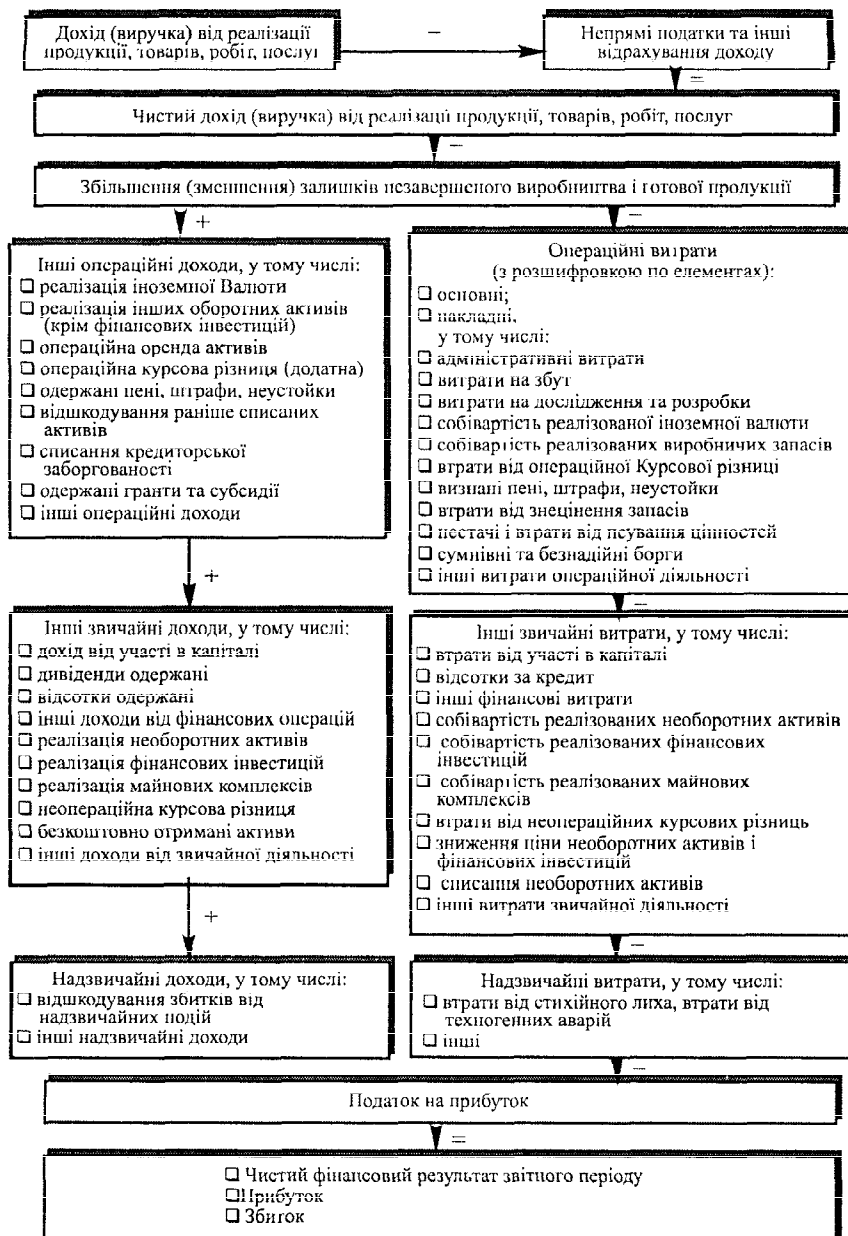 Дохід (виручка) від реалізації
продукції, товарів, робіт, послуг
−
Непрямі податки та інші
відрахування доходу
=
Чистий дохід (виручка) від реалізації продукції, товарів, робіт, послуг
−
Збільшення (зменшення) залишків незавершеного виробництва і готової продукції
+
Інші операційні доходи, у тому числі:
❑ реалізація іноземної Валюти
❑ реалізація інших оборотних активів
(крім фінансових інвестицій)
❑ операційна оренда активів
❑ операційна курсова різниця (додатна)
❑ одержані пені, штрафи, неустойки
❑ відшкодування раніше списаних
активів
❑ списання кредиторської
заборгованості
❑ одержані гранти та субсидії
❑ інші операційні доходи
+
Інші звичайні доходи, у тому числі:
❑ дохід від участі в капіталі
❑ дивіденди одержані
❑ відсотки одержані
❑ інші доходи від фінансових операцій
❑ реалізація необоротних активів
❑ реалізація фінансових інвестицій
❑ реалізація майнових комплексів
❑ неопераційна курсова різниця
❑ безкоштовно отримані активи
❑ інші доходи від звичайної діяльності
+
Надзвичайні доходи, у тому числі:
❑ відшкодування збитків від
надзвичайних подій
❑ інші надзвичайні доходи
−
Операційні витрати
(з розшифровкою по елементах):
❑ основні;
❑ накладні,
у тому числі:
❑ адміністративні витрати
❑ витрати на збут
❑ витрати на дослідження та розробки
❑ собівартість реалізованої іноземної валюти
❑ собівартість реалізованих виробничих запасів
❑ втрати від операційної Курсової різниці
❑ визнані пені, штрафи, неустойки
❑ втрати від знецінення запасів
❑ нестачі і втрати від псування цінностей
❑ сумнівні та безнадійні борги
❑ інші витрати операційної діяльності
−
Інші звичайні витрати, у тому числі:
❑ втрати від участі в капіталі
❑ відсотки за кредит
❑ інші фінансові витрати
❑ собівартість реалізованих необоротних активів
❑ собівартість реалізованих фінансових
інвестицій
❑ собівартість реалізованих майнових
комплексів
❑ втрати від неопераційних курсових різниць
❑ зниження ціни необоротних активів і
фінансових інвестицій
❑ списання необоротних активів
❑ інші витрати звичайної діяльності
−
Надзвичайні витрати, у тому числі:
❑ втрати від стихійного лиха, втрати від
техногенних аварій
❑ інші
−
Податок на прибуток
=
❑ Чистий фінансовий результат звітного періоду
❑ Прибуток
❑ Збиток